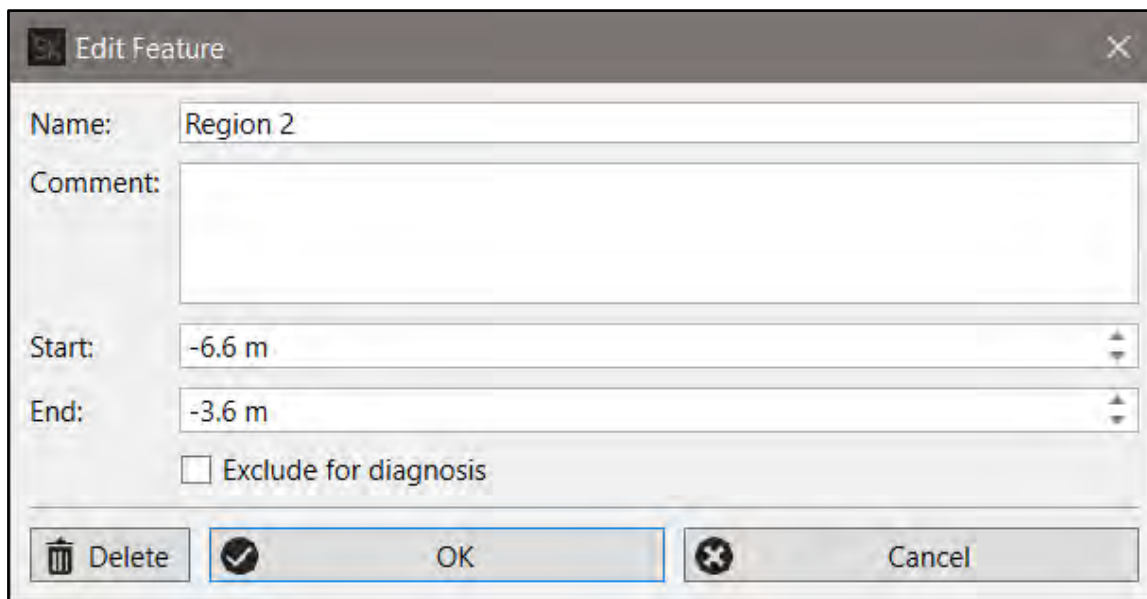 Edit Feature
Name: Region 2
Comment:
Start: -6.6 m
End: -3.6 m
Exclude for diagnosis
Delete OK Cancel